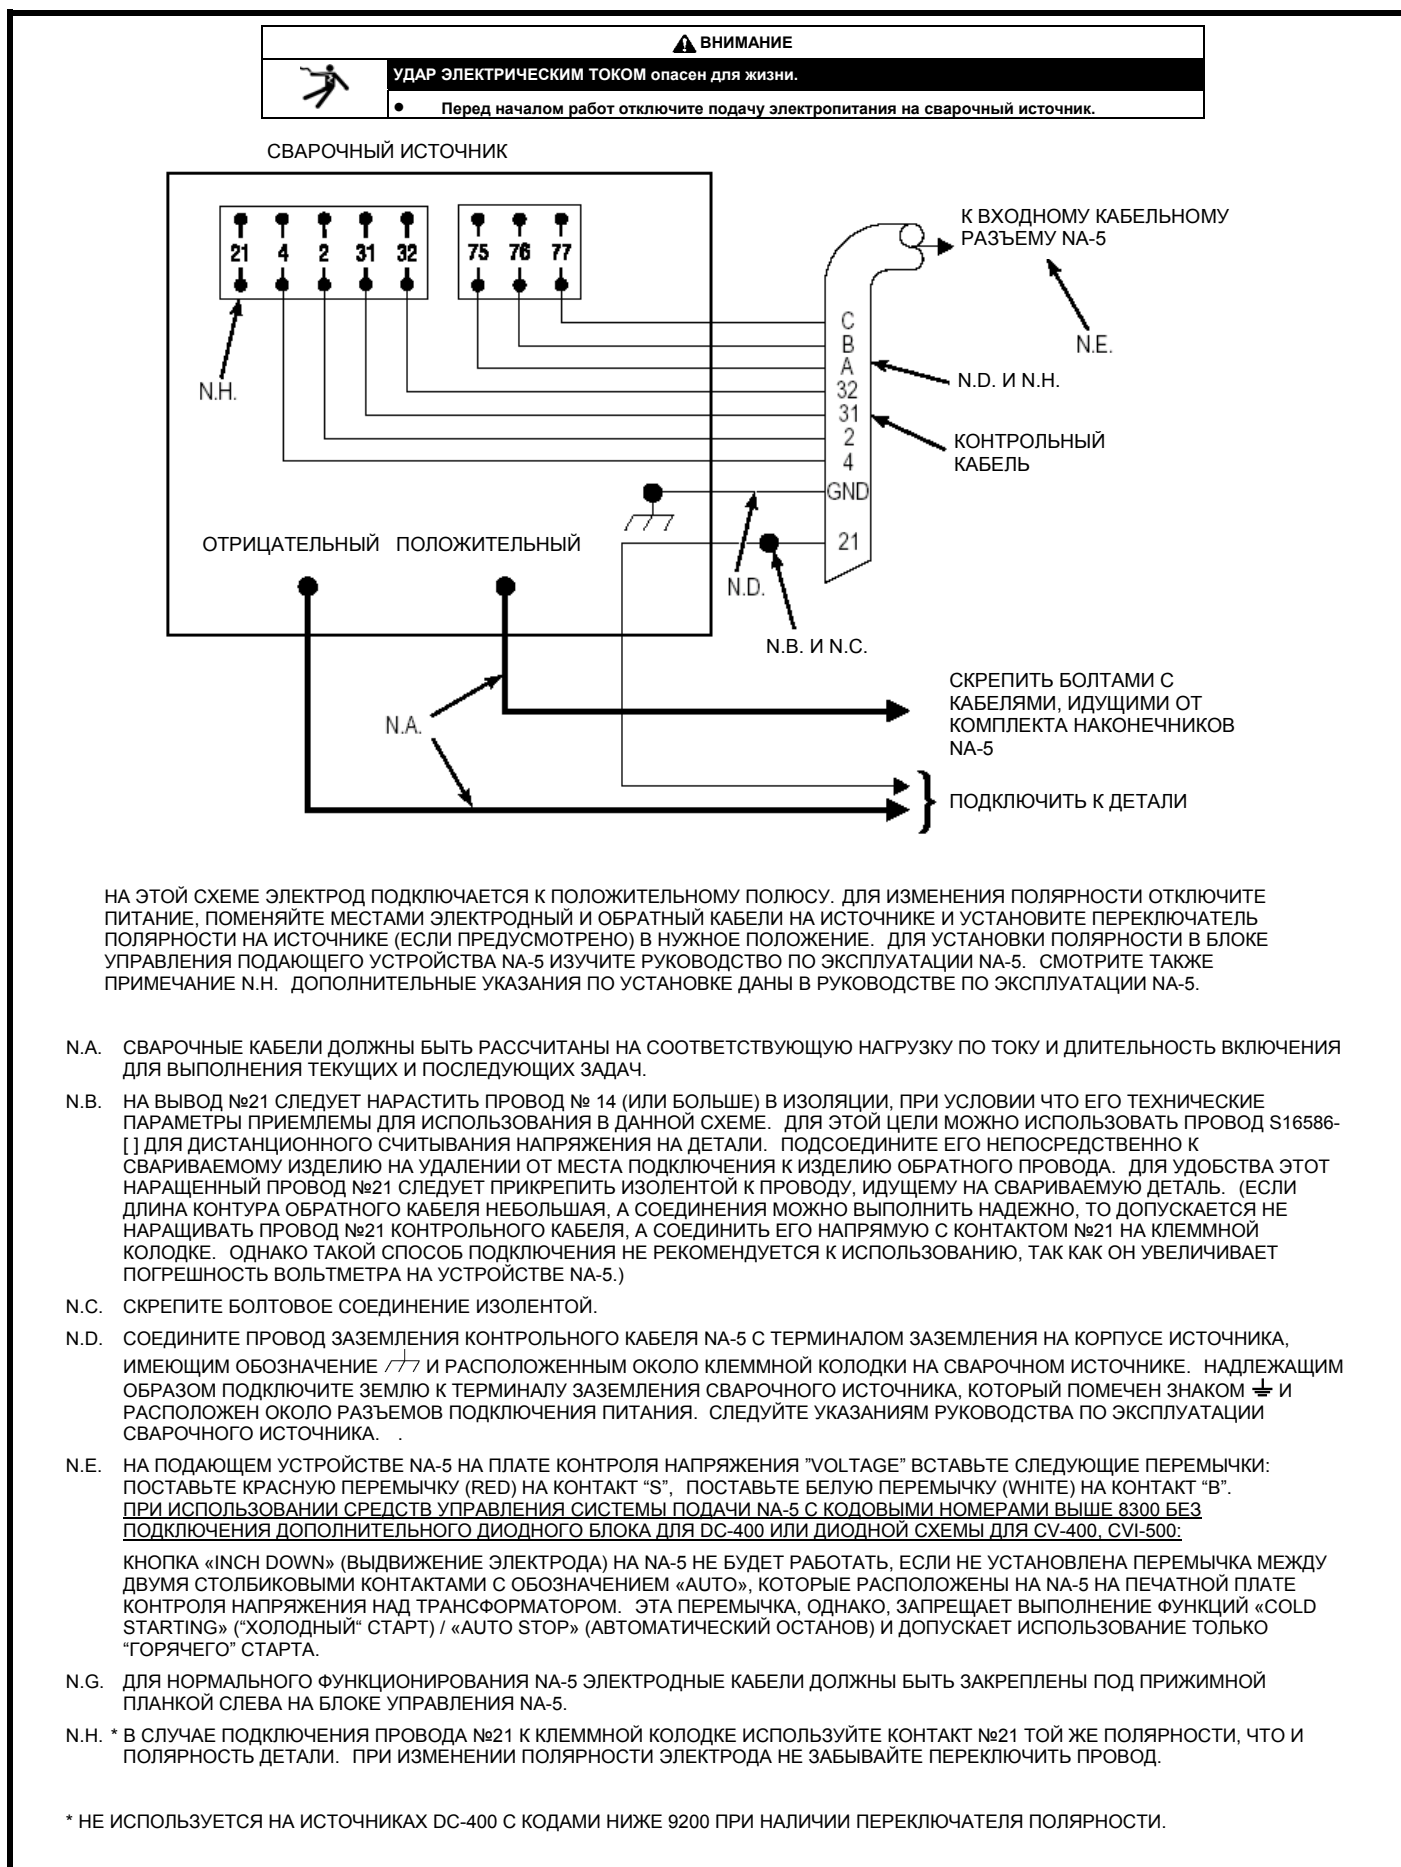 ВНИМАНИЕ
УДАР ЭЛЕКТРИЧЕСКИМ ТОКОМ опасен для жизни.
● Перед началом работ отключите подачу электропитания на сварочный источник.
СВАРОЧНЫЙ ИСТОЧНИК
21 4 2 31 32 75 76 77
К ВХОДНОМУ КАБЕЛЬНОМУ
РАЗЪЕМУ NA-5
N.E.
N.H.
C
B
A
32
31
2
4
GND
21
N.D. И N.H.
КОНТРОЛЬНЫЙ
КАБЕЛЬ
ОТРИЦАТЕЛЬНЫЙ ПОЛОЖИТЕЛЬНЫЙ
N.D.
N.B. И N.C.
N.A.
СКРЕПИТЬ БОЛТАМИ С
КАБЕЛЯМИ, ИДУЩИМИ ОТ
КОМПЛЕКТА НАКОНЕЧНИКОВ
NA-5
ПОДКЛЮЧИТЬ К ДЕТАЛИ
НА ЭТОЙ СХЕМЕ ЭЛЕКТРОД ПОДКЛЮЧАЕТСЯ К ПОЛОЖИТЕЛЬНОМУ ПОЛЮСУ. ДЛЯ ИЗМЕНЕНИЯ ПОЛЯРНОСТИ ОТКЛЮЧИТЕ
ПИТАНИЕ, ПОМЕНЯЙТЕ МЕСТАМИ ЭЛЕКТРОДНЫЙ И ОБРАТНЫЙ КАБЕЛИ НА ИСТОЧНИКЕ И УСТАНОВИТЕ ПЕРЕКЛЮЧАТЕЛЬ
ПОЛЯРНОСТИ НА ИСТОЧНИКЕ (ЕСЛИ ПРЕДУСМОТРЕНО) В НУЖНОЕ ПОЛОЖЕНИЕ. ДЛЯ УСТАНОВКИ ПОЛЯРНОСТИ В БЛОКЕ
УПРАВЛЕНИЯ ПОДАЮЩЕГО УСТРОЙСТВА NA-5 ИЗУЧИТЕ РУКОВОДСТВО ПО ЭКСПЛУАТАЦИИ NA-5. СМОТРИТЕ ТАКЖЕ
ПРИМЕЧАНИЕ N.H. ДОПОЛНИТЕЛЬНЫЕ УКАЗАНИЯ ПО УСТАНОВКЕ ДАНЫ В РУКОВОДСТВЕ ПО ЭКСПЛУАТАЦИИ NA-5.
N.A. СВАРОЧНЫЕ КАБЕЛИ ДОЛЖНЫ БЫТЬ РАССЧИТАНЫ НА СООТВЕТСТВУЮЩУЮ НАГРУЗКУ ПО ТОКУ И ДЛИТЕЛЬНОСТЬ ВКЛЮЧЕНИЯ
ДЛЯ ВЫПОЛНЕНИЯ ТЕКУЩИХ И ПОСЛЕДУЮЩИХ ЗАДАЧ.
N.B. НА ВЫВОД №21 СЛЕДУЕТ НАРАСТИТЬ ПРОВОД № 14 (ИЛИ БОЛЬШЕ) В ИЗОЛЯЦИИ, ПРИ УСЛОВИИ ЧТО ЕГО ТЕХНИЧЕСКИЕ
ПАРАМЕТРЫ ПРИЕМЛЕМЫ ДЛЯ ИСПОЛЬЗОВАНИЯ В ДАННОЙ СХЕМЕ. ДЛЯ ЭТОЙ ЦЕЛИ МОЖНО ИСПОЛЬЗОВАТЬ ПРОВОД S16586-
[ ] ДЛЯ ДИСТАНЦИОННОГО СЧИТЫВАНИЯ НАПРЯЖЕНИЯ НА ДЕТАЛИ. ПОДСОЕДИНИТЕ ЕГО НЕПОСРЕДСТВЕННО К
СВАРИВАЕМОМУ ИЗДЕЛИЮ НА УДАЛЕНИИ ОТ МЕСТА ПОДКЛЮЧЕНИЯ К ИЗДЕЛИЮ ОБРАТНОГО ПРОВОДА. ДЛЯ УДОБСТВА ЭТОТ
НАРАЩЕННЫЙ ПРОВОД №21 СЛЕДУЕТ ПРИКРЕПИТЬ ИЗОЛЕНТОЙ К ПРОВОДУ, ИДУЩЕМУ НА СВАРИВАЕМУЮ ДЕТАЛЬ. (ЕСЛИ
ДЛИНА КОНТУРА ОБРАТНОГО КАБЕЛЯ НЕБОЛЬШАЯ, А СОЕДИНЕНИЯ МОЖНО ВЫПОЛНИТЬ НАДЕЖНО, ТО ДОПУСКАЕТСЯ НЕ
НАРАЩИВАТЬ ПРОВОД №21 КОНТРОЛЬНОГО КАБЕЛЯ, А СОЕДИНИТЬ ЕГО НАПРЯМУЮ С КОНТАКТОМ №21 НА КЛЕММНОЙ
КОЛОДКЕ. ОДНАКО ТАКОЙ СПОСОБ ПОДКЛЮЧЕНИЯ НЕ РЕКОМЕНДУЕТСЯ К ИСПОЛЬЗОВАНИЮ, ТАК КАК ОН УВЕЛИЧИВАЕТ
ПОГРЕШНОСТЬ ВОЛЬТМЕТРА НА УСТРОЙСТВЕ NA-5.)
N.C. СКРЕПИТЕ БОЛТОВОЕ СОЕДИНЕНИЕ ИЗОЛЕНТОЙ.
N.D. СОЕДИНИТЕ ПРОВОД ЗАЗЕМЛЕНИЯ КОНТРОЛЬНОГО КАБЕЛЯ NA-5 С ТЕРМИНАЛОМ ЗАЗЕМЛЕНИЯ НА КОРПУСЕ ИСТОЧНИКА,
ИМЕЮЩИМ ОБОЗНАЧЕНИЕ И РАСПОЛОЖЕННЫМ ОКОЛО КЛЕММНОЙ КОЛОДКИ НА СВАРОЧНОМ ИСТОЧНИКЕ. НАДЛЕЖАЩИМ
ОБРАЗОМ ПОДКЛЮЧИТЕ ЗЕМЛЮ К ТЕРМИНАЛУ ЗАЗЕМЛЕНИЯ СВАРОЧНОГО ИСТОЧНИКА, КОТОРЫЙ ПОМЕЧЕН ЗНАКОМ И
РАСПОЛОЖЕН ОКОЛО РАЗЪЕМОВ ПОДКЛЮЧЕНИЯ ПИТАНИЯ. СЛЕДУЙТЕ УКАЗАНИЯМ РУКОВОДСТВА ПО ЭКСПЛУАТАЦИИ
СВАРОЧНОГО ИСТОЧНИКА. .
N.E. НА ПОДАЮЩЕМ УСТРОЙСТВЕ NA-5 НА ПЛАТЕ КОНТРОЛЯ НАПРЯЖЕНИЯ ”VOLTAGE” ВСТАВЬТЕ СЛЕДУЮЩИЕ ПЕРЕМЫЧКИ:
ПОСТАВЬТЕ КРАСНУЮ ПЕРЕМЫЧКУ (RED) НА КОНТАКТ “S”, ПОСТАВЬТЕ БЕЛУЮ ПЕРЕМЫЧКУ (WHITE) НА КОНТАКТ “B”.
ПРИ ИСПОЛЬЗОВАНИИ СРЕДСТВ УПРАВЛЕНИЯ СИСТЕМЫ ПОДАЧИ NA-5 С КОДОВЫМИ НОМЕРАМИ ВЫШЕ 8300 БЕЗ
ПОДКЛЮЧЕНИЯ ДОПОЛНИТЕЛЬНОГО ДИОДНОГО БЛОКА ДЛЯ DC-400 ИЛИ ДИОДНОЙ СХЕМЫ ДЛЯ CV-400, CVI-500:
КНОПКА «INCH DOWN» (ВЫДВИЖЕНИЕ ЭЛЕКТРОДА) НА NA-5 НЕ БУДЕТ РАБОТАТЬ, ЕСЛИ НЕ УСТАНОВЛЕНА ПЕРЕМЫЧКА МЕЖДУ
ДВУМЯ СТОЛБИКОВЫМИ КОНТАКТАМИ С ОБОЗНАЧЕНИЕМ «AUTO», КОТОРЫЕ РАСПОЛОЖЕНЫ НА NA-5 НА ПЕЧАТНОЙ ПЛАТЕ
КОНТРОЛЯ НАПРЯЖЕНИЯ НАД ТРАНСФОРМАТОРОМ. ЭТА ПЕРЕМЫЧКА, ОДНАКО, ЗАПРЕЩАЕТ ВЫПОЛНЕНИЕ ФУНКЦИЙ «COLD
STARTING» (“ХОЛОДНЫЙ“ СТАРТ) / «AUTO STOP» (АВТОМАТИЧЕСКИЙ ОСТАНОВ) И ДОПУСКАЕТ ИСПОЛЬЗОВАНИЕ ТОЛЬКО
“ГОРЯЧЕГО” СТАРТА.
N.G. ДЛЯ НОРМАЛЬНОГО ФУНКЦИОНИРОВАНИЯ NA-5 ЭЛЕКТРОДНЫЕ КАБЕЛИ ДОЛЖНЫ БЫТЬ ЗАКРЕПЛЕНЫ ПОД ПРИЖИМНОЙ
ПЛАНКОЙ СЛЕВА НА БЛОКЕ УПРАВЛЕНИЯ NA-5.
N.H. * В СЛУЧАЕ ПОДКЛЮЧЕНИЯ ПРОВОДА №21 К КЛЕММНОЙ КОЛОДКЕ ИСПОЛЬЗУЙТЕ КОНТАКТ №21 ТОЙ ЖЕ ПОЛЯРНОСТИ, ЧТО И
ПОЛЯРНОСТЬ ДЕТАЛИ. ПРИ ИЗМЕНЕНИИ ПОЛЯРНОСТИ ЭЛЕКТРОДА НЕ ЗАБЫВАЙТЕ ПЕРЕКЛЮЧИТЬ ПРОВОД.
* НЕ ИСПОЛЬЗУЕТСЯ НА ИСТОЧНИКАХ DC-400 С КОДАМИ НИЖЕ 9200 ПРИ НАЛИЧИИ ПЕРЕКЛЮЧАТЕЛЯ ПОЛЯРНОСТИ.